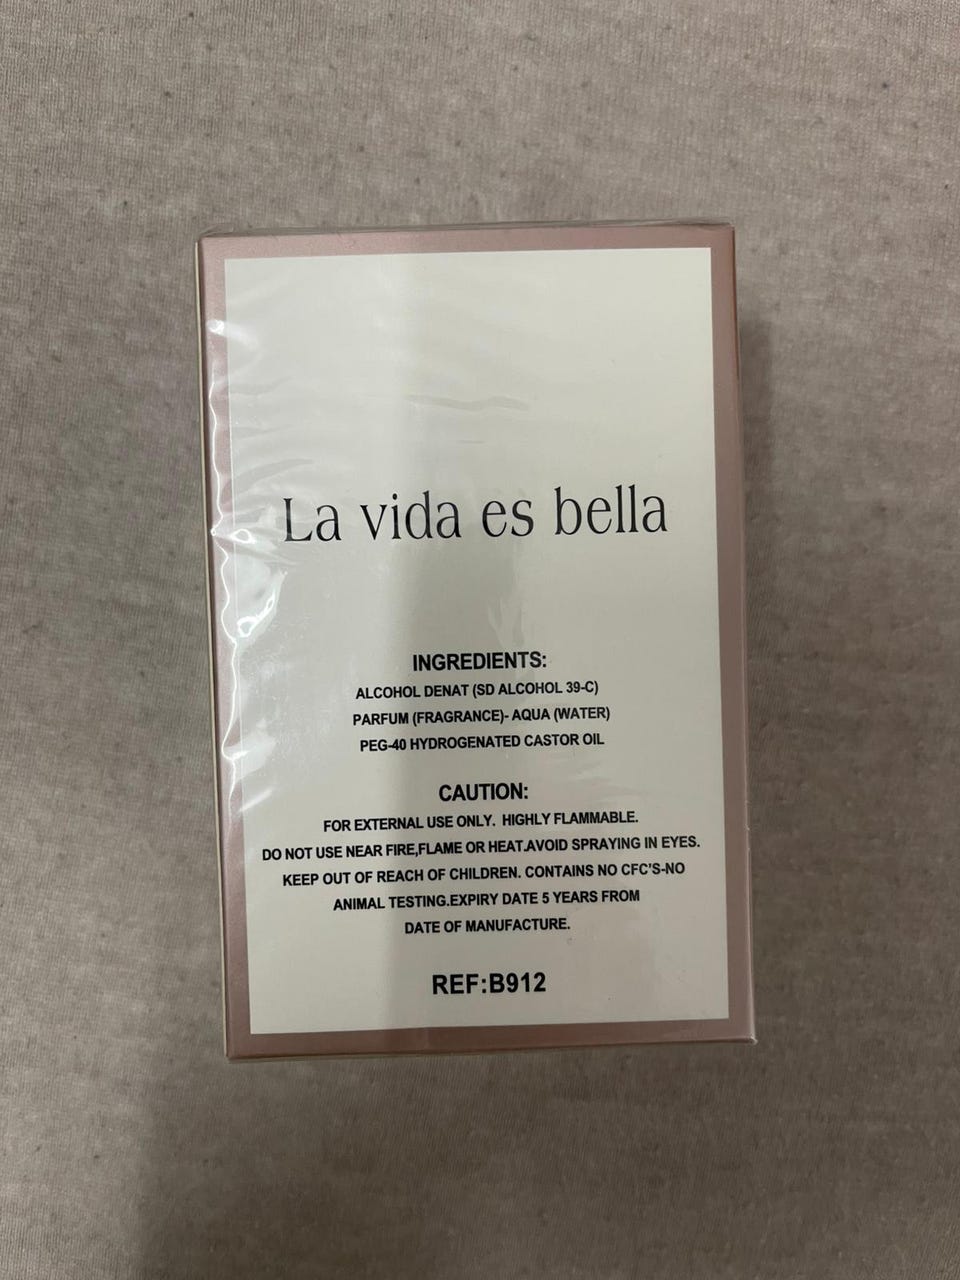 La vida es bella
INGREDIENTS:
ALCOHOL DENAT (SD ALCOHOL 39-C)
PARFUM (FRAGRANCE)- AQUA (WATER)
PEG-40 HYDROGENATED CASTOR OIL
CAUTION:
FOR EXTERNAL USE ONLY. HIGHLY FLAMMABLE.
DO NOT USE NEAR FIRE,FLAME OR HEAT.AVOID SPRAYING IN EYES.
KEEP OUT OF REACH OF CHILDREN. CONTAINS NO CFC'S-NO
ANIMAL TESTING.EXPIRY DATE 5 YEARS FROM
DATE OF MANUFACTURE.
REF:B912